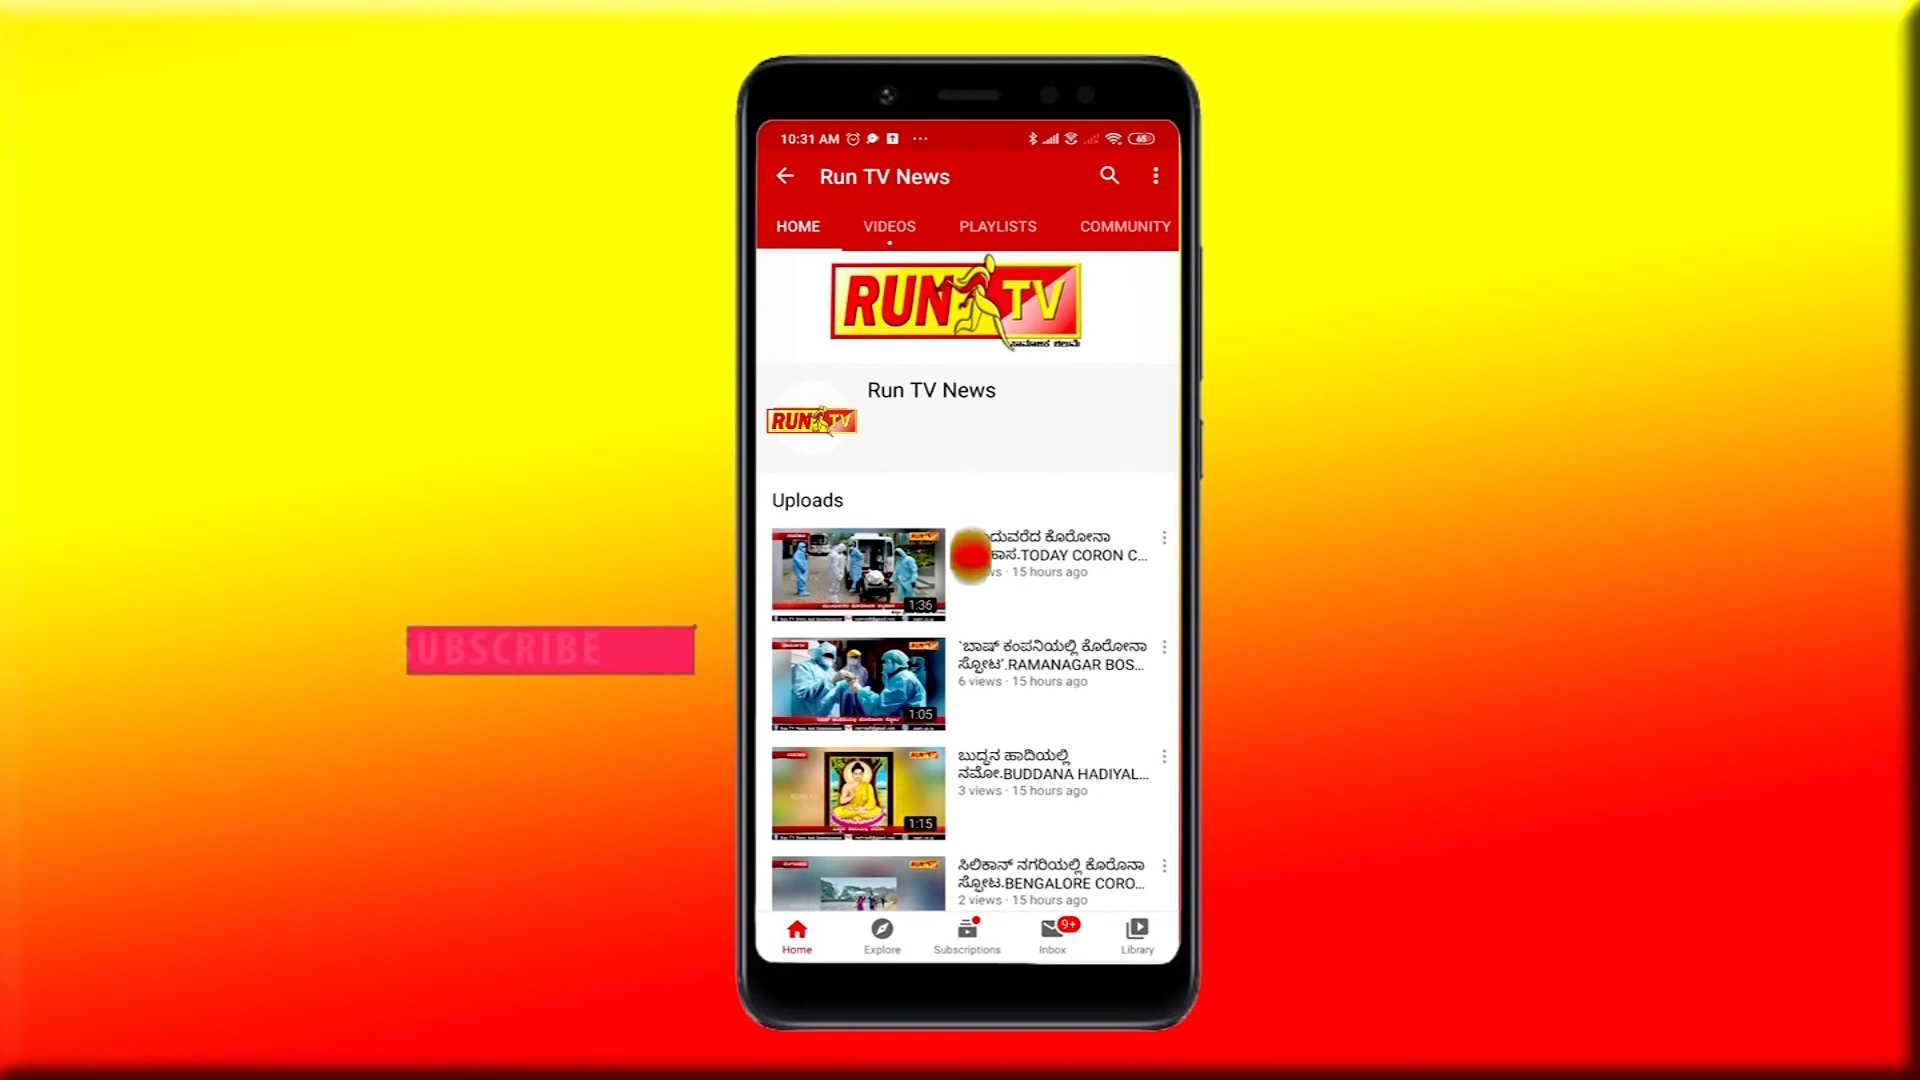 10:31 AM
65
Run TV News
HOME VIDEOS PLAYLISTS COMMUNITY
RUN TV
ಸಾಮಾಜಿಕ ಚಲುಮೆ
Run TV News
RUN TV
Uploads
ಕೊರೋನಾ
TODAY CORON C...
15 hours ago
1:36
`ಬಾಷ್ ಕಂಪನಿಯಲ್ಲಿ ಕೊರೋನಾ
ಸ್ಫೋಟ'.RAMANAGAR BOS...
6 views · 15 hours ago
1:05
ಬುದ್ಧನ ಹಾದಿಯಲ್ಲಿ
ನಮೋ.BUDDANA HADIYAL...
3 views · 15 hours ago
1:15
ಸಿಲಿಕಾನ್ ನಗರಿಯಲ್ಲಿ ಕೊರೊನಾ
ಸ್ಫೋಟ.BENGALORE CORO...
2 views · 15 hours ago
SUBSCRIBE
Home Explore Subscriptions Inbox Library
9+